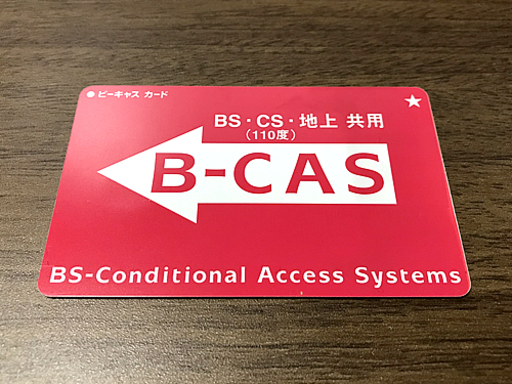 ビーキャス カード
BS・CS・地上 共用
(110度)
B-CAS
BS-Conditional Access Systems